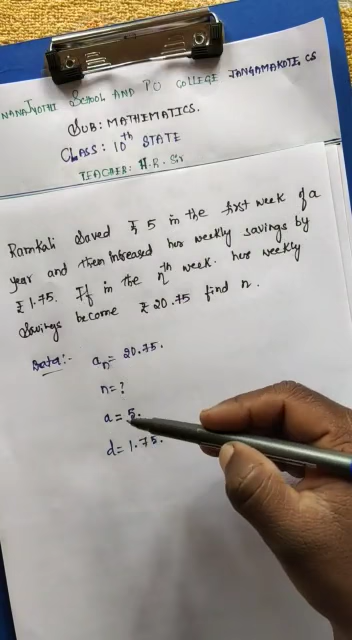 NANAJYOTHI SCHOOL AND PU COLLEGE JANGAMAKOTE, CS
SUB: MATHEMATICS.
CLASS: 10th STATE
TEACHER: H.R. Sir
Ramkali saved ₹ 5 in the first week of a
year and then increased her weekly savings by
₹ 1.75. If in the nth week. her weekly
savings become ₹ 20.75 find n.
Data:- an = 20.75.
n = ?
a = 5.
d = 1.75.